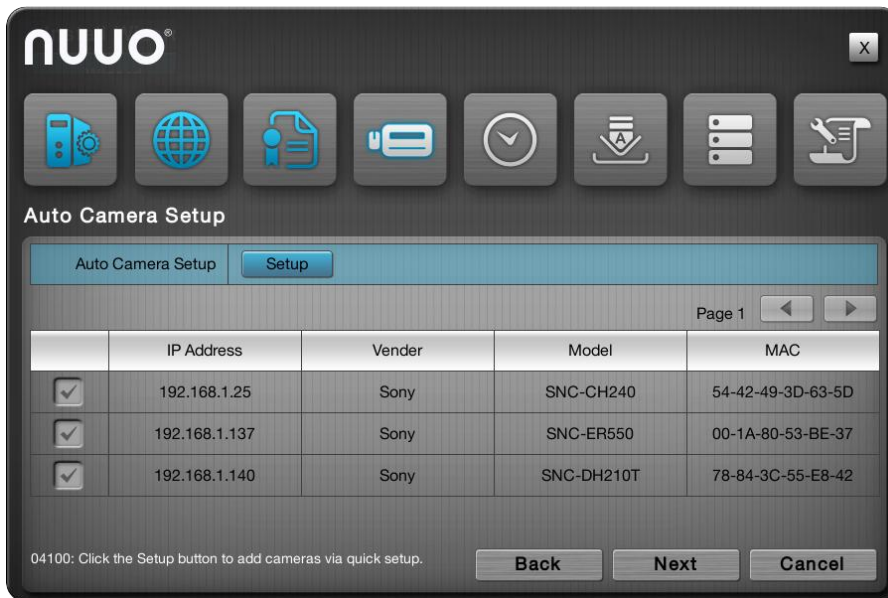 nuuo®
X
A
Auto Camera Setup
Auto Camera Setup Setup
Page 1
IP Address Vender Model MAC
192.168.1.25 Sony SNC-CH240 54-42-49-3D-63-5D
192.168.1.137 Sony SNC-ER550 00-1A-80-53-BE-37
192.168.1.140 Sony SNC-DH210T 78-84-3C-55-E8-42
04100: Click the Setup button to add cameras via quick setup. Back Next Cancel